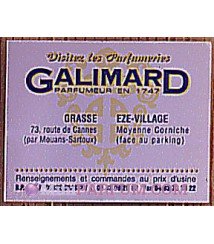 Visitez les Parfumeries
GALIMARD
PARFUMEUR EN 1747
GRASSE EZE-VILLAGE
73, route de Cannes Moyenne Corniche
(par Mouans-Sartoux) (face au parking)
Renseignements et commandes au prix d'usine
B.P. 22